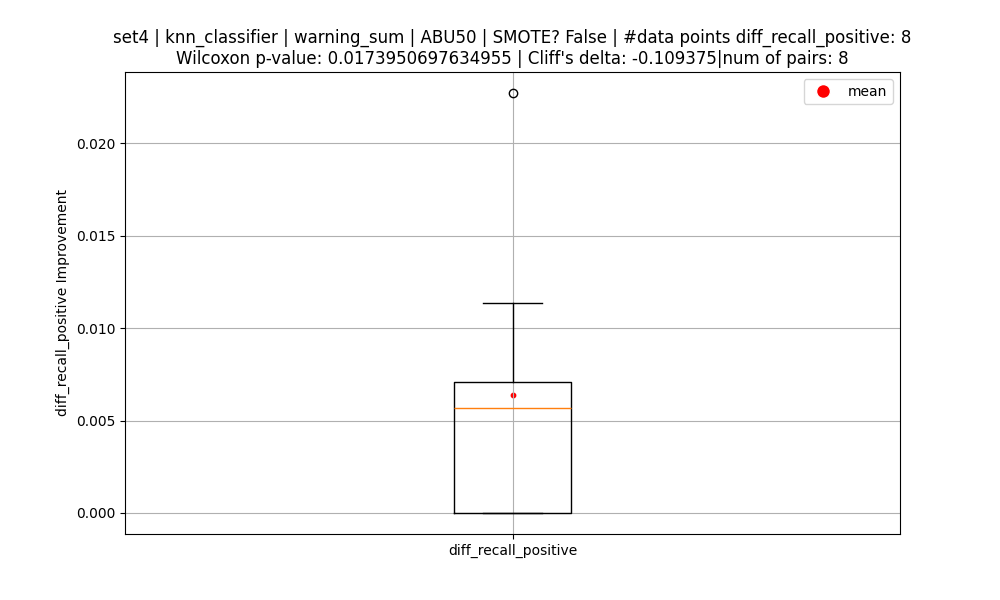 set4 | knn_classifier | warning_sum | ABU50 | SMOTE? False | #data points diff_recall_positive: 8
Wilcoxon p-value: 0.0173950697634955 | Cliff's delta: -0.109375|num of pairs: 8
mean
0.020
0.015
0.010
0.005
0.000
diff_recall_positive Improvement
diff_recall_positive